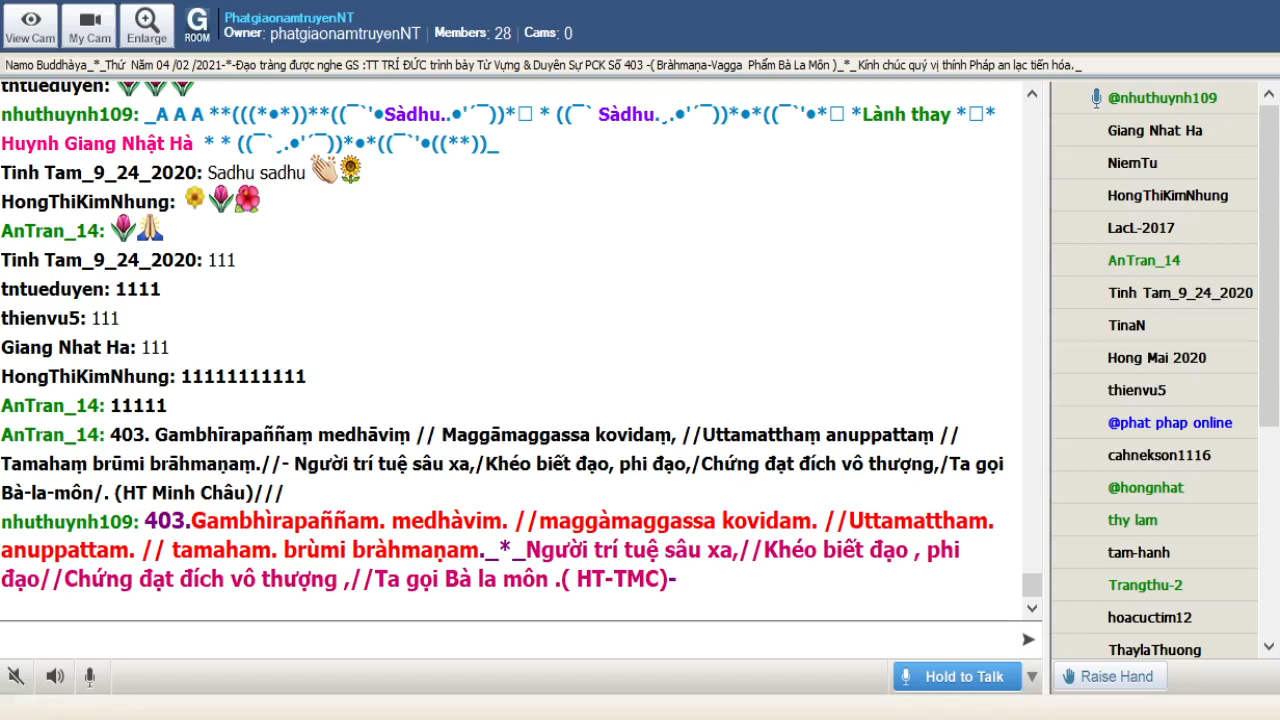 View Cam
My Cam
Enlarge
G
ROOM
PhatgiaonamtruyenNT
Owner: phatgiaonamtruyenNT | Members: 28 | Cams: 0
Namo Buddhàya_*_Thứ Năm 04 /02 /2021-*-Đạo tràng được nghe GS :TT TRÍ ĐỨC trình bày Từ Vựng & Duyên Sự PCK Số 403 -( Bràhmaṇa-Vagga Phẩm Bà La Môn )_*_ Kính chúc quý vị thính Pháp an lạc tiến hóa._
tntueduyen:
nhuthuynh109: _A A A **(((*●*))**((¯`'●Sàdhu..●'´¯))*□ * ((¯` Sàdhu.¸.●'´¯))*●*((¯`'●*□ *Lành thay *□*
Huynh Giang Nhật Hà * * ((¯`¸.●'´¯))*●*((¯`'●((**))_
Tinh Tam_9_24_2020: Sadhu sadhu 👏🌻
HongThiKimNhung: 🌼🌷🌺
AnTran_14: 🌷🙏
Tinh Tam_9_24_2020: 111
tntueduyen: 1111
thienvu5: 111
Giang Nhat Ha: 111
HongThiKimNhung: 11111111111
AnTran_14: 11111
AnTran_14: 403. Gambhīrapaññaṃ medhāviṃ // Maggāmaggassa kovidaṃ, //Uttamatthaṃ anuppattaṃ //
Tamahaṃ brūmi brāhmaṇaṃ.//- Người trí tuệ sâu xa,/Khéo biết đạo, phi đạo,/Chứng đạt đích vô thượng,/Ta gọi
Bà-la-môn/. (HT Minh Châu)///
nhuthuynh109: 403.Gambhìrapaññam. medhàvim. //maggàmaggassa kovidam. //Uttamattham.
anuppattam. // tamaham. brùmi bràhmaṇam._*_Người trí tuệ sâu xa,//Khéo biết đạo , phi
đạo//Chứng đạt đích vô thượng ,//Ta gọi Bà la môn .( HT-TMC)-
@nhuthuynh109
Giang Nhat Ha
NiemTu
HongThiKimNhung
LacL-2017
AnTran_14
Tinh Tam_9_24_2020
TinaN
Hong Mai 2020
thienvu5
@phat phap online
cahnekson1116
@hongnhat
thy lam
tam-hanh
Trangthu-2
hoacuctim12
ThaylaThuong
Hold to Talk
Raise Hand